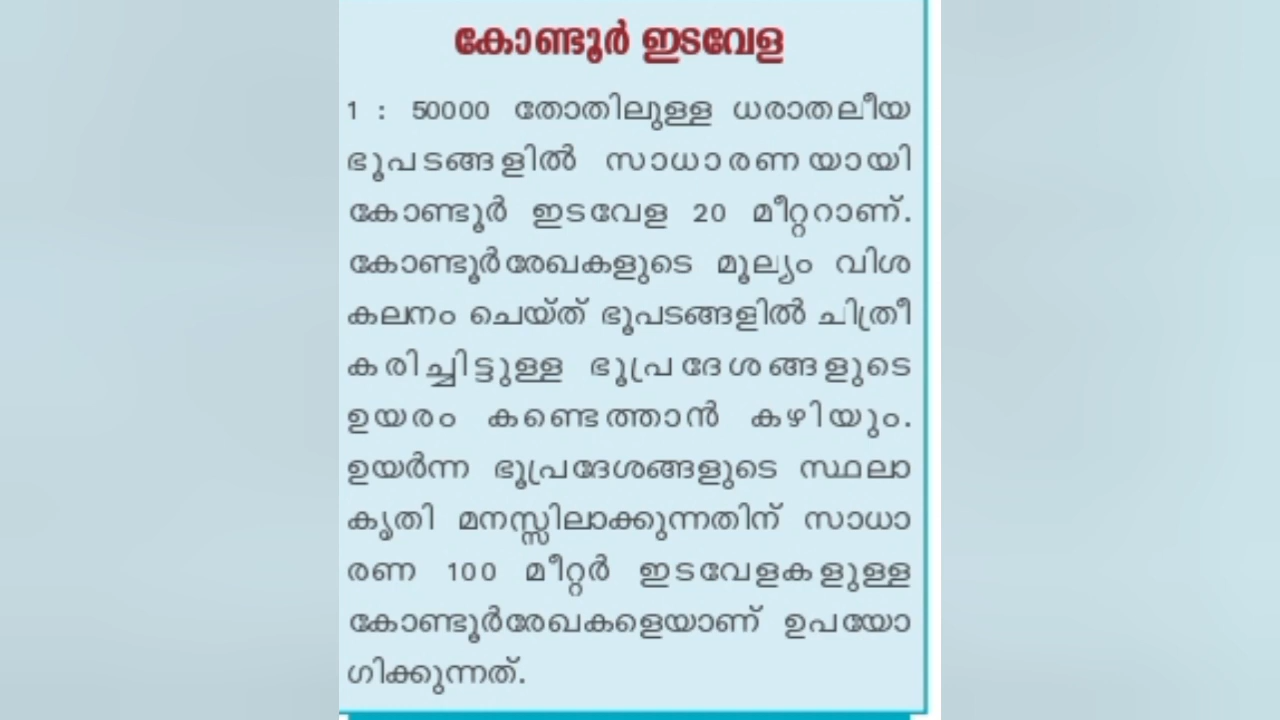 കോണ്ടൂർ ഇടവേള
1 : 50000 തോതിലുള്ള ധരാതലീയ
ഭൂപടങ്ങളിൽ സാധാരണയായി
കോണ്ടൂർ ഇടവേള 20 മീറ്ററാണ്.
കോണ്ടൂർരേഖകളുടെ മൂല്യം വിശ
കലനം ചെയ്ത് ഭൂപടങ്ങളിൽ ചിത്രീ
കരിച്ചിട്ടുള്ള ഭൂപ്രദേശങ്ങളുടെ
ഉയരം കണ്ടെത്താൻ കഴിയും.
ഉയർന്ന ഭൂപ്രദേശങ്ങളുടെ സ്ഥലാ
കൃതി മനസ്സിലാക്കുന്നതിന് സാധാ
രണ 100 മീറ്റർ ഇടവേളകളുള്ള
കോണ്ടൂർരേഖകളെയാണ് ഉപയോ
ഗിക്കുന്നത്.